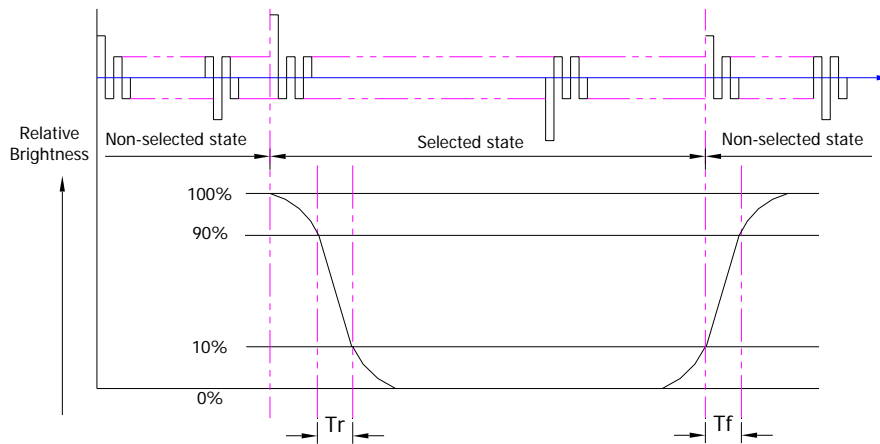 Relative
Brightness
Non-selected state
Selected state
Non-selected state
100%
90%
10%
0%
Tr
Tf